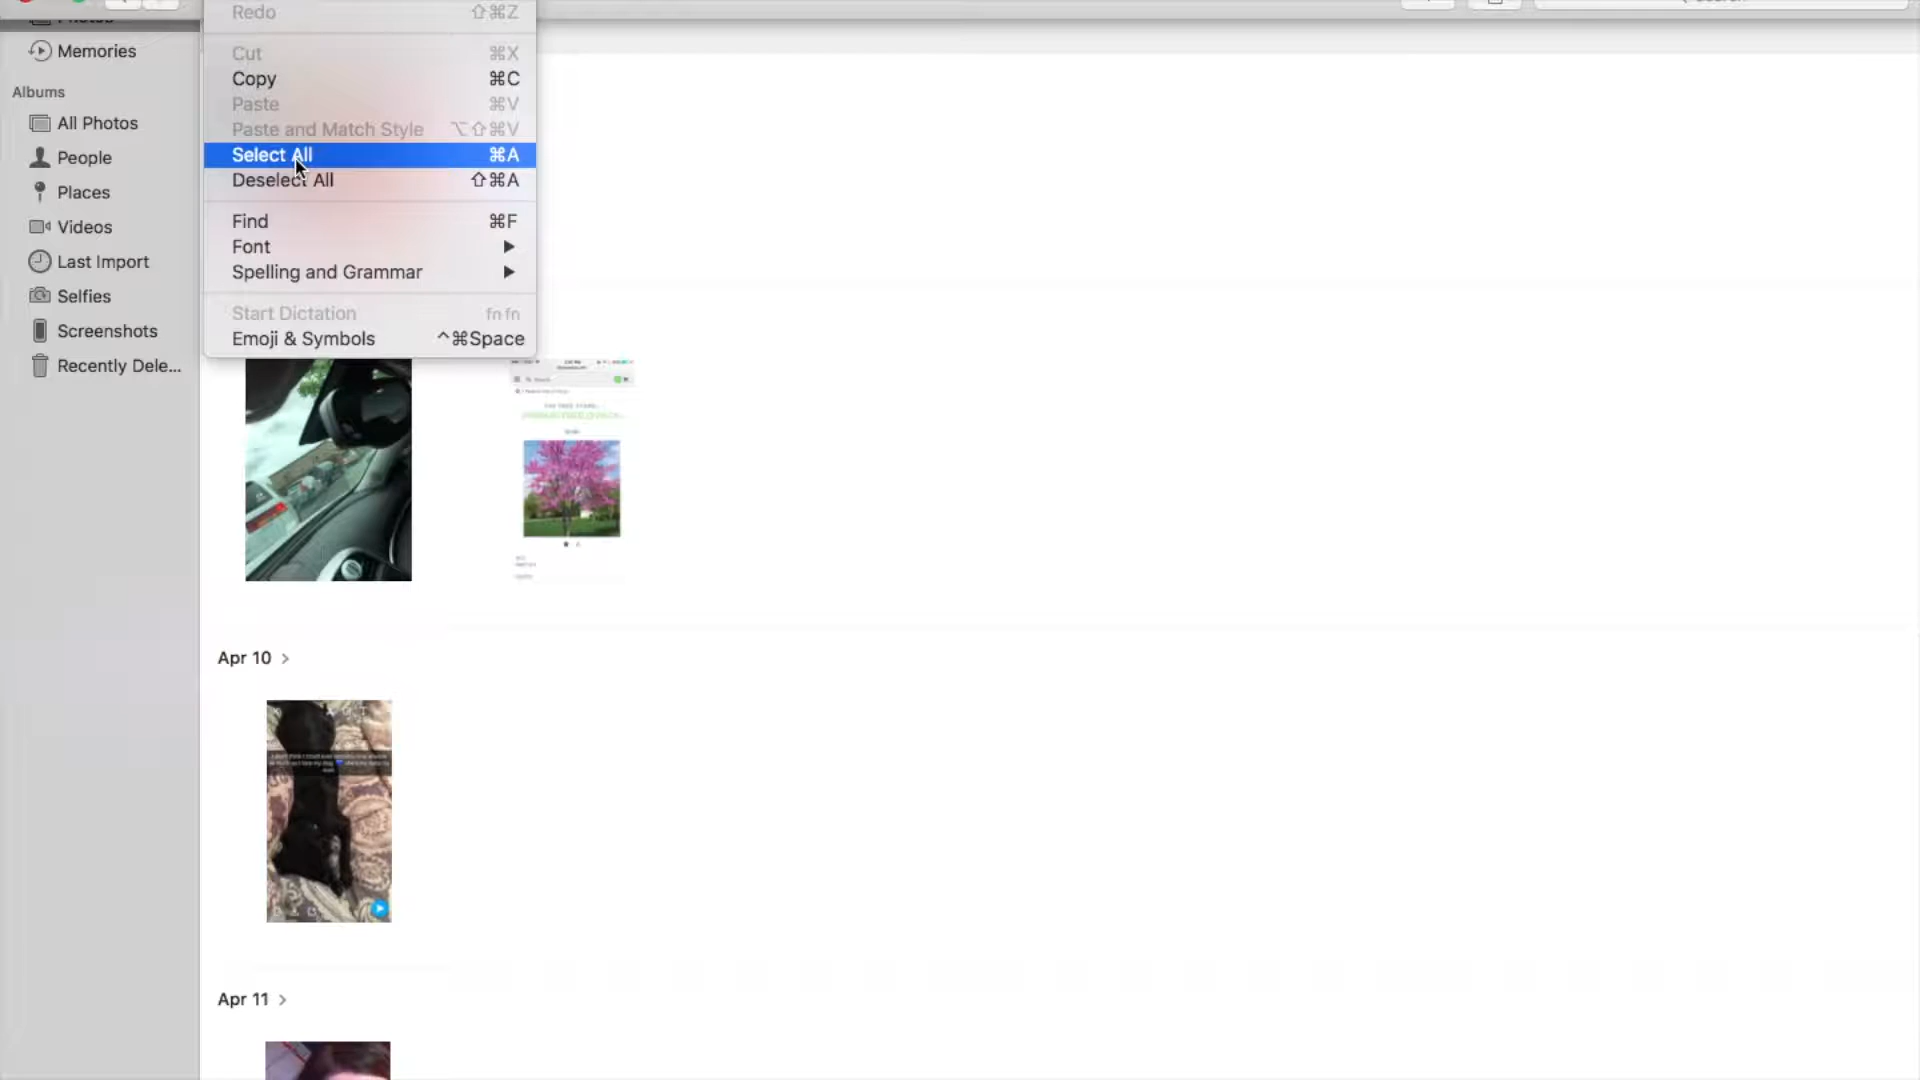 Redo ⇧⌘Z
Photos
Memories
Cut ⌘X
Copy ⌘C
Albums
Paste ⌘V
All Photos
Paste and Match Style ⌥⇧⌘V
People
Select All ⌘A
Deselect All ⇧⌘A
Places
Find ⌘F
Videos
Font
Last Import
Spelling and Grammar
Selfies
Start Dictation fn fn
Screenshots
Emoji & Symbols ^⌘Space
Recently Dele...
Apr 10 >
Apr 11 >